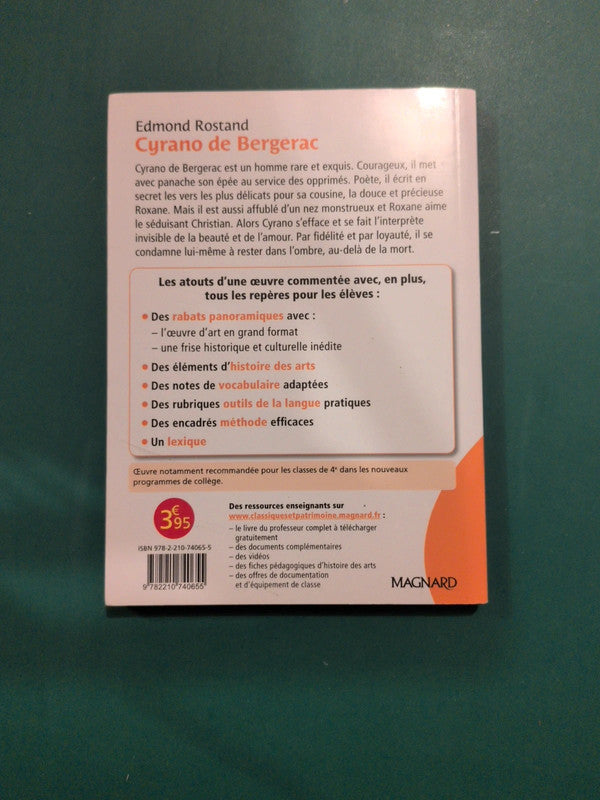 Edmond Rostand
Cyrano de Bergerac
Cyrano de Bergerac est un homme rare et exquis. Courageux, il met
avec panache son épée au service des opprimés. Poète, il écrit en
secret les vers les plus délicats pour sa cousine, la douce et précieuse
Roxane. Mais il est aussi affublé d'un nez monstrueux et Roxane aime
le séduisant Christian. Alors Cyrano s'efface et se fait l'interprète
invisible de la beauté et de l'amour. Par fidélité et par loyauté, il se
condamne lui-même à rester dans l'ombre, au-delà de la mort.
Les atouts d'une œuvre commentée avec, en plus,
tous les repères pour les élèves :
• Des rabats panoramiques avec :
– l'œuvre d'art en grand format
– une frise historique et culturelle inédite
• Des éléments d'histoire des arts
• Des notes de vocabulaire adaptées
• Des rubriques outils de la langue pratiques
• Des encadrés méthode efficaces
• Un lexique
Œuvre notamment recommandée pour les classes de 4e dans les nouveaux
programmes de collège.
3€95
ISBN 978-2-210-74065-5
9 782210 740655
Des ressources enseignants sur
www.classiquesetpatrimoine.magnard.fr :
– le livre du professeur complet à télécharger
gratuitement
– des documents complémentaires
– des vidéos
– des fiches pédagogiques d'histoire des arts
– des offres de documentation
et d'équipement de classe
MAGNARD